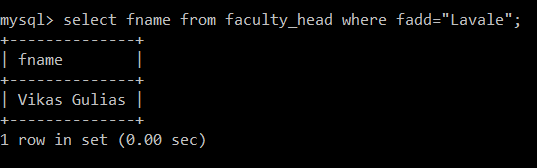 mysql> select fname from faculty_head where fadd="Lavale";
+--------------+
| fname        |
+--------------+
| Vikas Gulias |
+--------------+
1 row in set (0.00 sec)